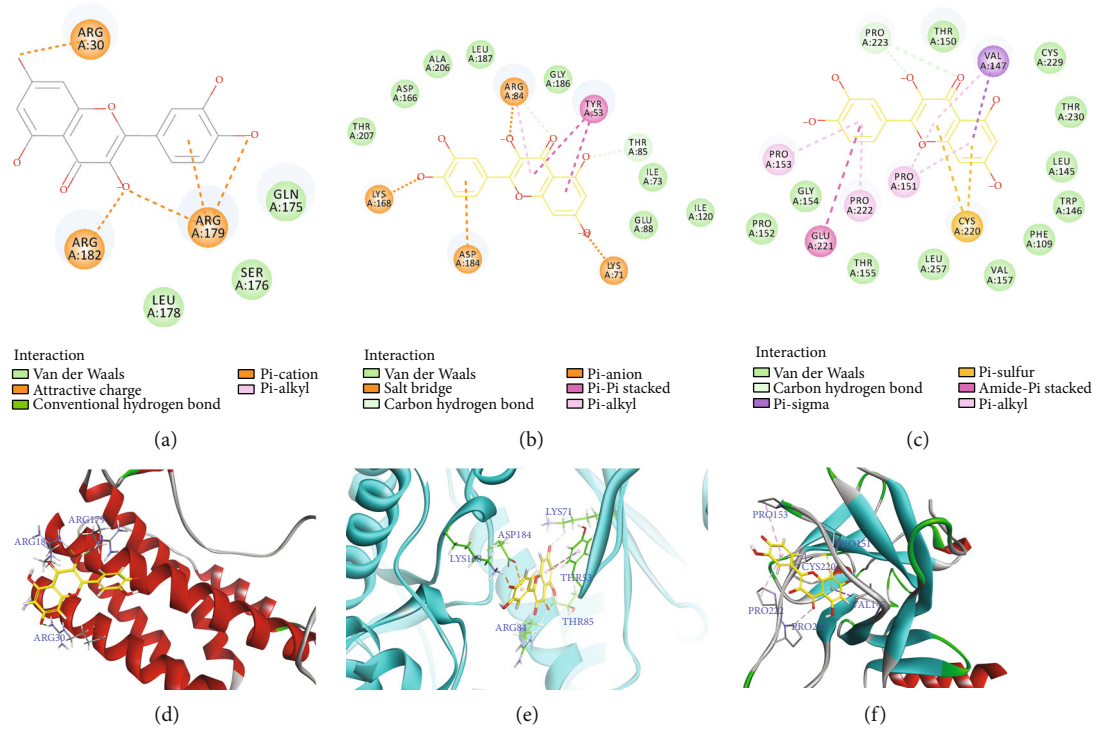 ARG
A:30
GLN
A:175
ARG
A:179
ARG
A:182
SER
A:176
LEU
A:178
O
O
O
O
O
O
O
Interaction
Van der Waals
Attractive charge
Conventional hydrogen bond
Pi-cation
Pi-alkyl
(a)
LEU
A:187
ALA
A:206
GLY
A:186
ARG
A:84
ASP
A:166
TYR
A:53
THR
A:207
THR
A:85
ILE
A:73
LYS
A:168
ILE
A:120
GLU
A:88
ASP
A:184
LYS
A:71
Interaction
Van der Waals
Salt bridge
Carbon hydrogen bond
Pi-anion
Pi-Pi stacked
Pi-alkyl
(b)
PRO
A:223
THR
A:150
VAL
A:147
CYS
A:229
THR
A:230
PRO
A:153
PRO
A:151
LEU
A:145
GLY
A:154
PRO
A:222
TRP
A:146
PRO
A:152
GLU
A:221
CYS
A:220
PHE
A:109
THR
A:155
LEU
A:257
VAL
A:157
Interaction
Van der Waals
Carbon hydrogen bond
Pi-sigma
Pi-sulfur
Amide-Pi stacked
Pi-alkyl
(c)
ARG179
ARG30
(d)
LYS71
ASP184
THR53
ARG84
THR85
(e)
PRO153
CYS220
(f)